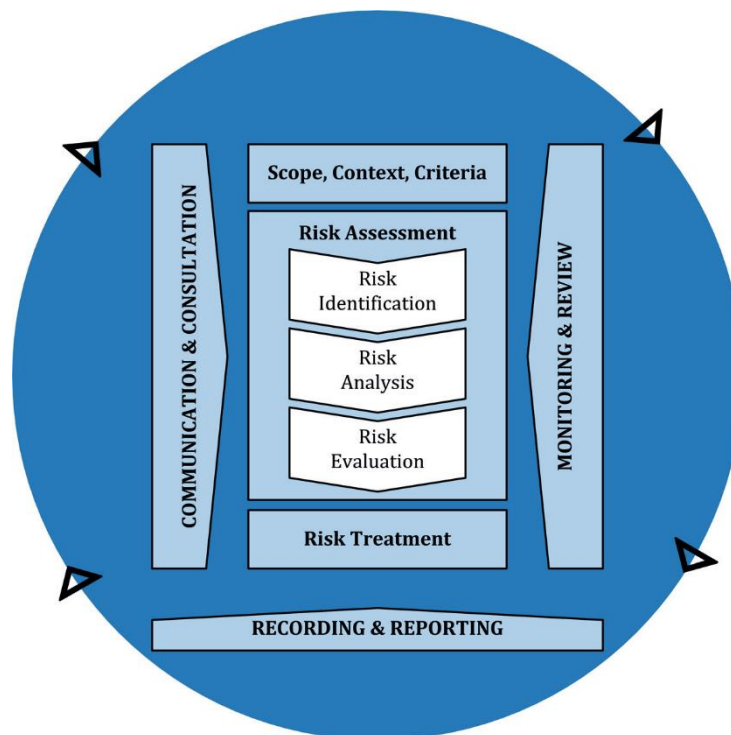 Scope, Context, Criteria
Risk Assessment
Risk
Identification
Risk
Analysis
Risk
Evaluation
Risk Treatment
COMMUNICATION & CONSULTATION
MONITORING & REVIEW
RECORDING & REPORTING